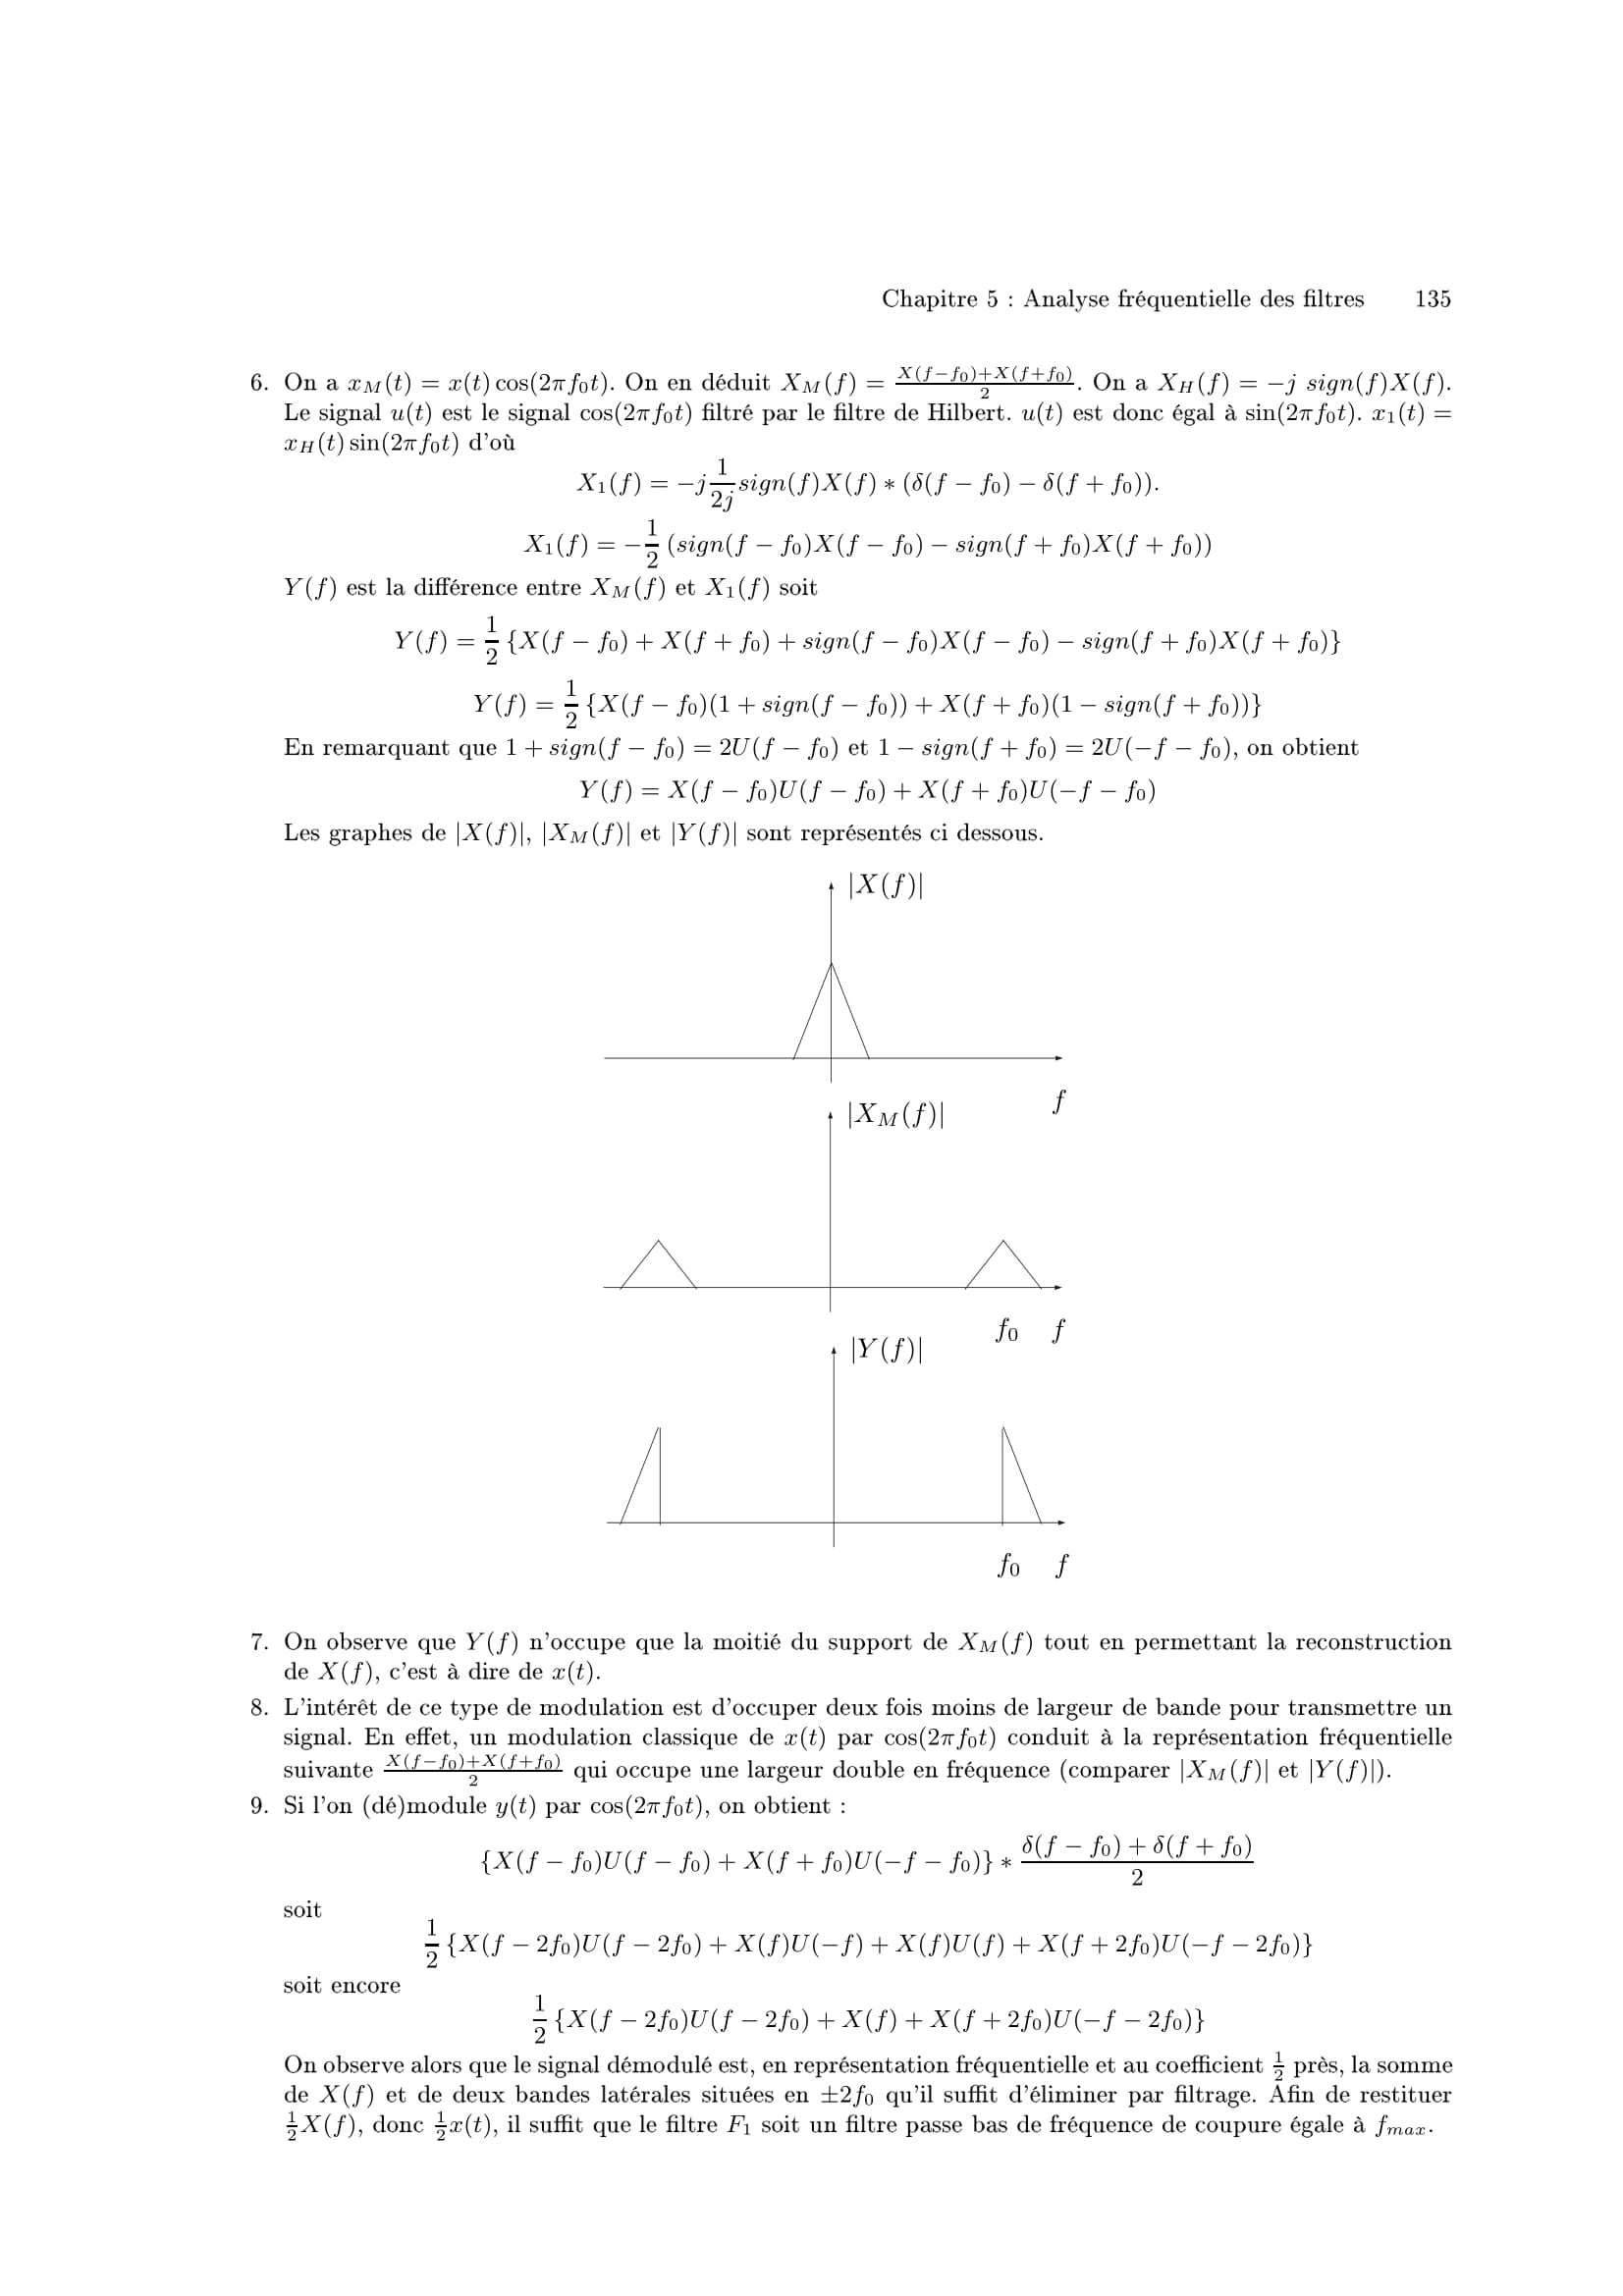 Chapitre 5 : Analyse fréquentielle des filtres 135
6. On a $x_M(t) = x(t)\cos(2\pi f_0 t)$. On en déduit $X_M(f) = \frac{X(f-f_0)+X(f+f_0)}{2}$. On a $X_H(f) = -j\ sign(f)X(f)$.
Le signal $u(t)$ est le signal $\cos(2\pi f_0 t)$ filtré par le filtre de Hilbert. $u(t)$ est donc égal à $\sin(2\pi f_0 t)$. $x_1(t) =$
$x_H(t)\sin(2\pi f_0 t)$ d'où
$X_1(f) = -j\frac{1}{2j}sign(f)X(f) * (\delta(f - f_0) - \delta(f + f_0)).$
$X_1(f) = -\frac{1}{2}(sign(f - f_0)X(f - f_0) - sign(f + f_0)X(f + f_0))$
$Y(f)$ est la différence entre $X_M(f)$ et $X_1(f)$ soit
$Y(f) = \frac{1}{2}\{X(f - f_0) + X(f + f_0) + sign(f - f_0)X(f - f_0) - sign(f + f_0)X(f + f_0)\}$
$Y(f) = \frac{1}{2}\{X(f - f_0)(1 + sign(f - f_0)) + X(f + f_0)(1 - sign(f + f_0))\}$
En remarquant que $1 + sign(f - f_0) = 2U(f - f_0)$ et $1 - sign(f + f_0) = 2U(-f - f_0)$, on obtient
$Y(f) = X(f - f_0)U(f - f_0) + X(f + f_0)U(-f - f_0)$
Les graphes de $|X(f)|$, $|X_M(f)|$ et $|Y(f)|$ sont représentés ci dessous.
$|X(f)|$
$f$
$|X_M(f)|$
$f_0$ $f$
$|Y(f)|$
$f_0$ $f$
7. On observe que $Y(f)$ n'occupe que la moitié du support de $X_M(f)$ tout en permettant la reconstruction
de $X(f)$, c'est à dire de $x(t)$.
8. L'intérêt de ce type de modulation est d'occuper deux fois moins de largeur de bande pour transmettre un
signal. En effet, un modulation classique de $x(t)$ par $\cos(2\pi f_0 t)$ conduit à la représentation fréquentielle
suivante $\frac{X(f-f_0)+X(f+f_0)}{2}$ qui occupe une largeur double en fréquence (comparer $|X_M(f)|$ et $|Y(f)|$).
9. Si l'on (dé)module $y(t)$ par $\cos(2\pi f_0 t)$, on obtient :
$\{X(f - f_0)U(f - f_0) + X(f + f_0)U(-f - f_0)\} * \frac{\delta(f - f_0) + \delta(f + f_0)}{2}$
soit
$\frac{1}{2}\{X(f - 2f_0)U(f - 2f_0) + X(f)U(-f) + X(f)U(f) + X(f + 2f_0)U(-f - 2f_0)\}$
soit encore
$\frac{1}{2}\{X(f - 2f_0)U(f - 2f_0) + X(f) + X(f + 2f_0)U(-f - 2f_0)\}$
On observe alors que le signal démodulé est, en représentation fréquentielle et au coefficient $\frac{1}{2}$ près, la somme
de $X(f)$ et de deux bandes latérales situées en $\pm 2f_0$ qu'il suffit d'éliminer par filtrage. Afin de restituer
$\frac{1}{2}X(f)$, donc $\frac{1}{2}x(t)$, il suffit que le filtre $F_1$ soit un filtre passe bas de fréquence de coupure égale à $f_{max}$.